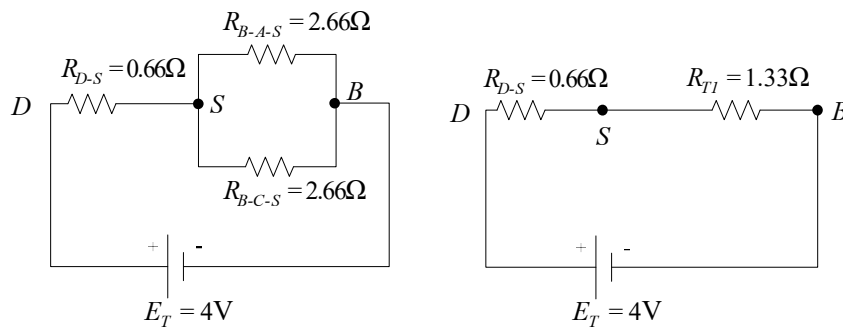 R_{B-A-S} = 2.66Ω
R_{D-S} = 0.66Ω
D
S
B
R_{B-C-S} = 2.66Ω
+ -
E_T = 4V
R_{D-S} = 0.66Ω
R_{T1} = 1.33Ω
D
S
B
+ -
E_T = 4V